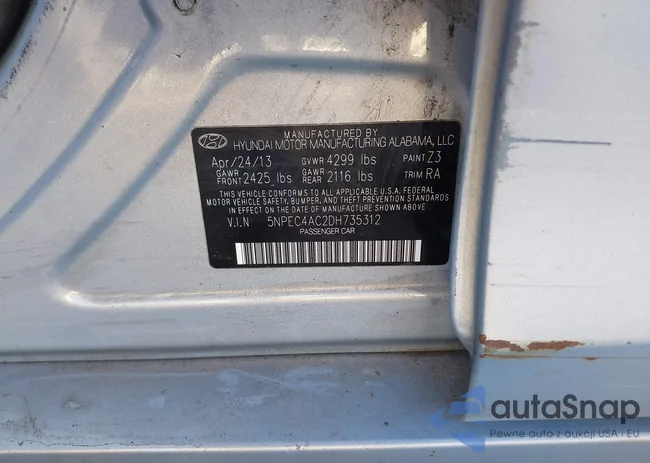 MANUFACTURED BY
HYUNDAI MOTOR MANUFACTURING ALABAMA, LLC
Apr/24/13 GVWR 4299 lbs PAINT Z3
GAWR FRONT 2425 lbs GAWR REAR 2116 lbs TRIM RA
THIS VEHICLE CONFORMS TO ALL APPLICABLE U.S.A. FEDERAL
MOTOR VEHICLE SAFETY, BUMPER, AND THEFT PREVENTION STANDARDS
IN EFFECT ON THE DATE OF MANUFACTURE SHOWN ABOVE.
V.I.N 5NPEC4AC2DH735312
PASSENGER CAR
autaSnap
Pewne auto z aukcji USA i EU